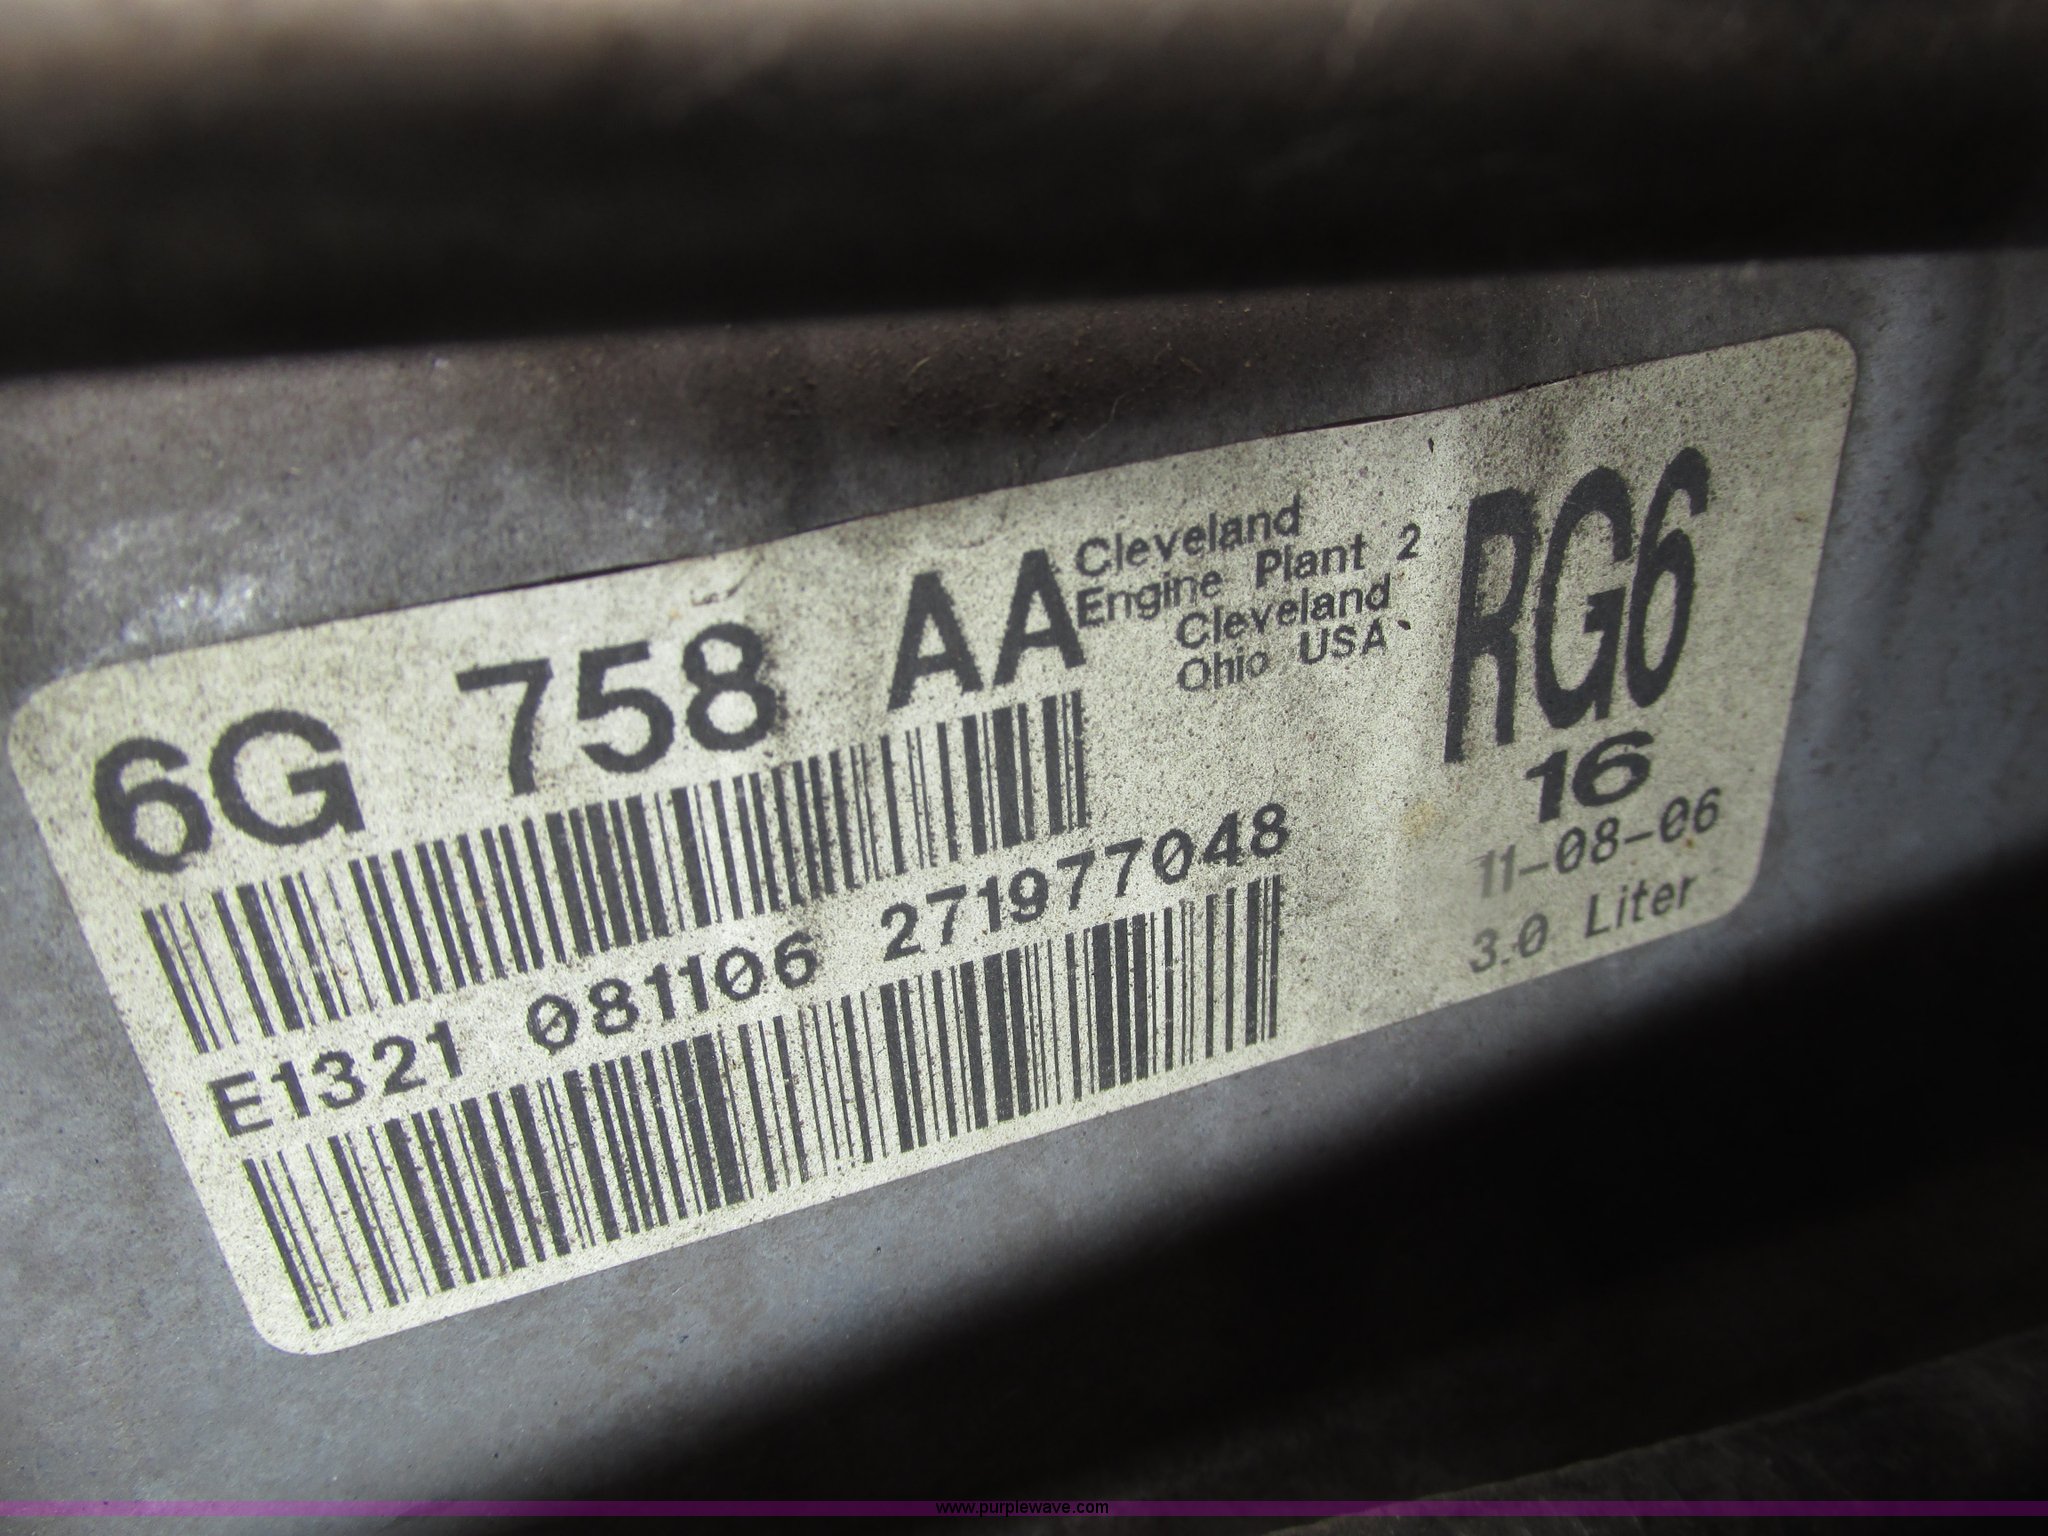 6G 758 AA
Cleveland
Engine Plant 2
Cleveland
Ohio USA
RG6
16
11-08-06
3.0 Liter
E1321 081106 271977048
www.purplewave.com